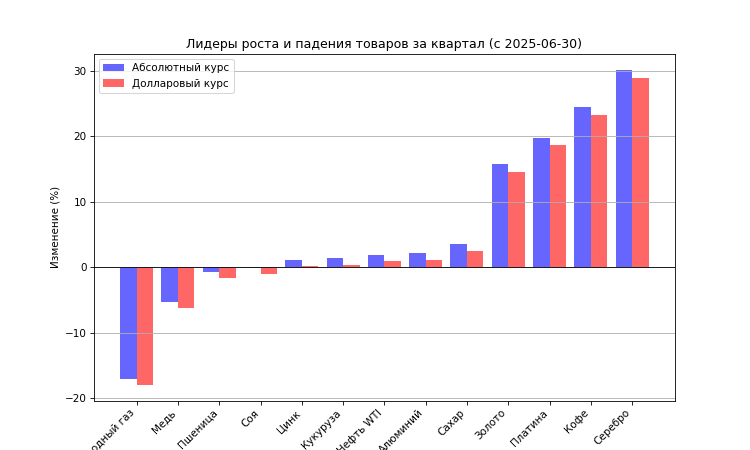 Лидеры роста и падения товаров за квартал (с 2025-06-30)
Абсолютный курс
Долларовый курс
Изменение (%)
30
20
10
0
−10
−20
газ
Медь
Пшеница
Соя
Цинк
Кукуруза
Нефть WTI
Алюминий
Сахар
Золото
Платина
Кофе
Серебро